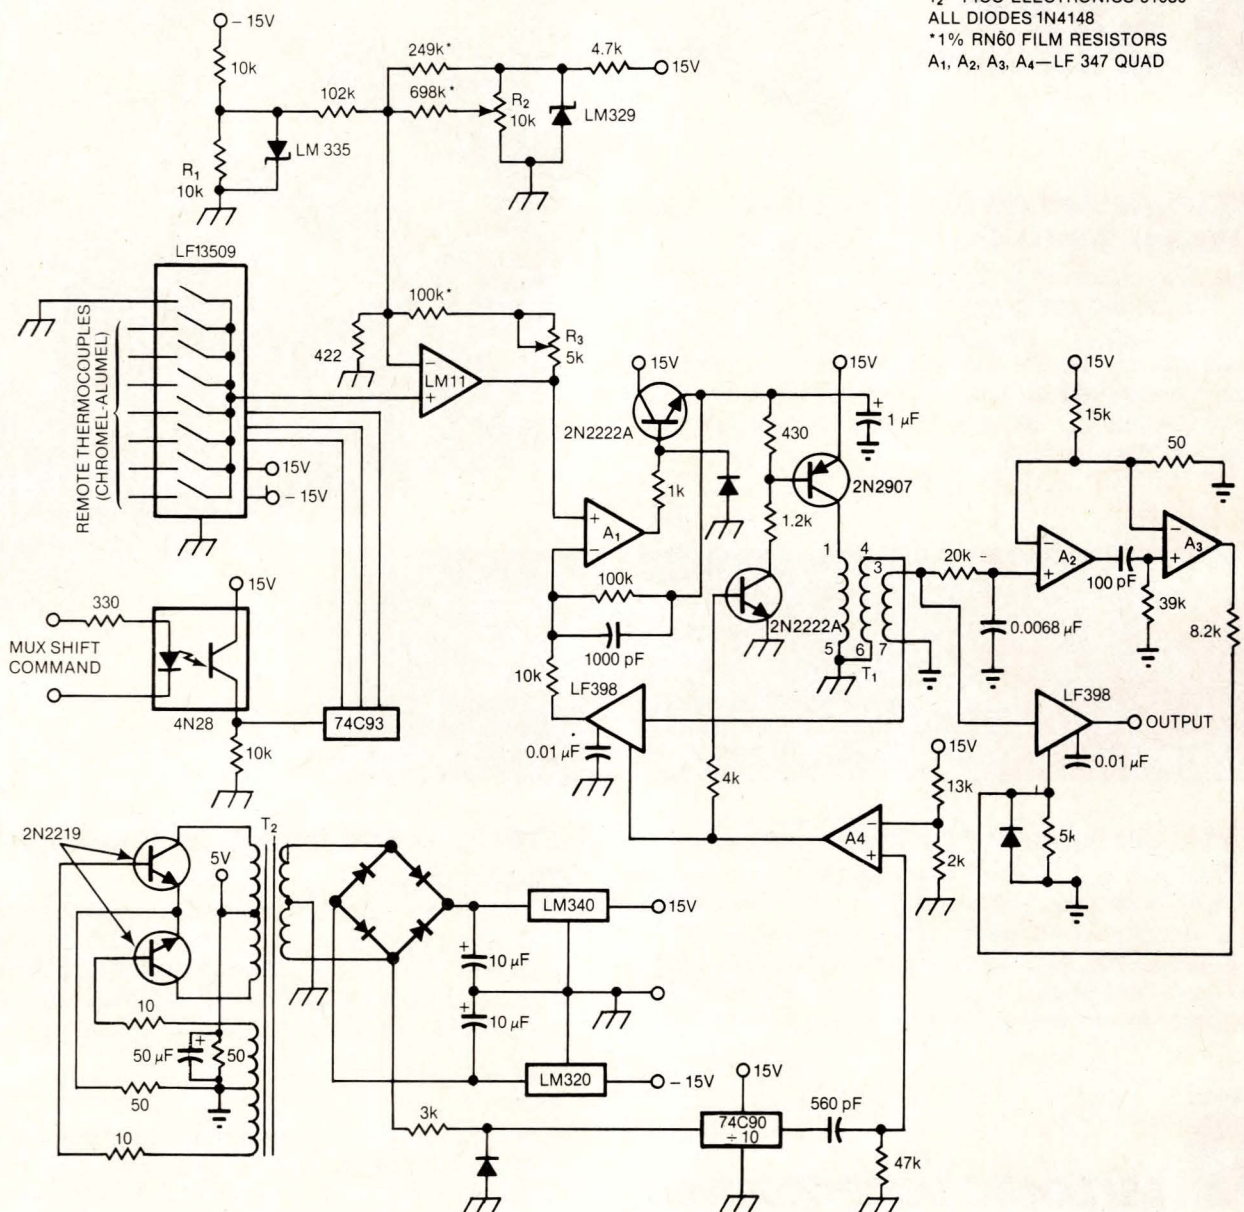 ALL DIODES 1N4148
*1% RN60 FILM RESISTORS
A1, A2, A3, A4—LF 347 QUAD
– 15V
10k
102k
LM 335
R1
10k
249k*
698k*
R2
10k
4.7k
15V
LM329
LF13509
REMOTE THERMOCOUPLES
(CHROMEL-ALUMEL)
15V
– 15V
422
100k*
R3
5k
–
LM11
+
15V
2N2222A
1k
+
A1
–
100k
1000 pF
10k
LF398
0.01 µF
430
1.2k
2N2222A
4k
15V
+
1 µF
2N2907
1
4
3
5
6
7
T1
20k
0.0068 µF
15V
15k
50
–
A2
+
100 pF
39k
–
A3
+
8.2k
LF398
OUTPUT
0.01 µF
5k
15V
13k
2k
A4
–
+
MUX SHIFT
COMMAND
330
15V
4N28
10k
74C93
2N2219
5V
T2
10
50 µF
+
50
50
10
+
10 µF
+
10 µF
LM340
15V
LM320
– 15V
3k
15V
74C90
÷ 10
560 pF
47k